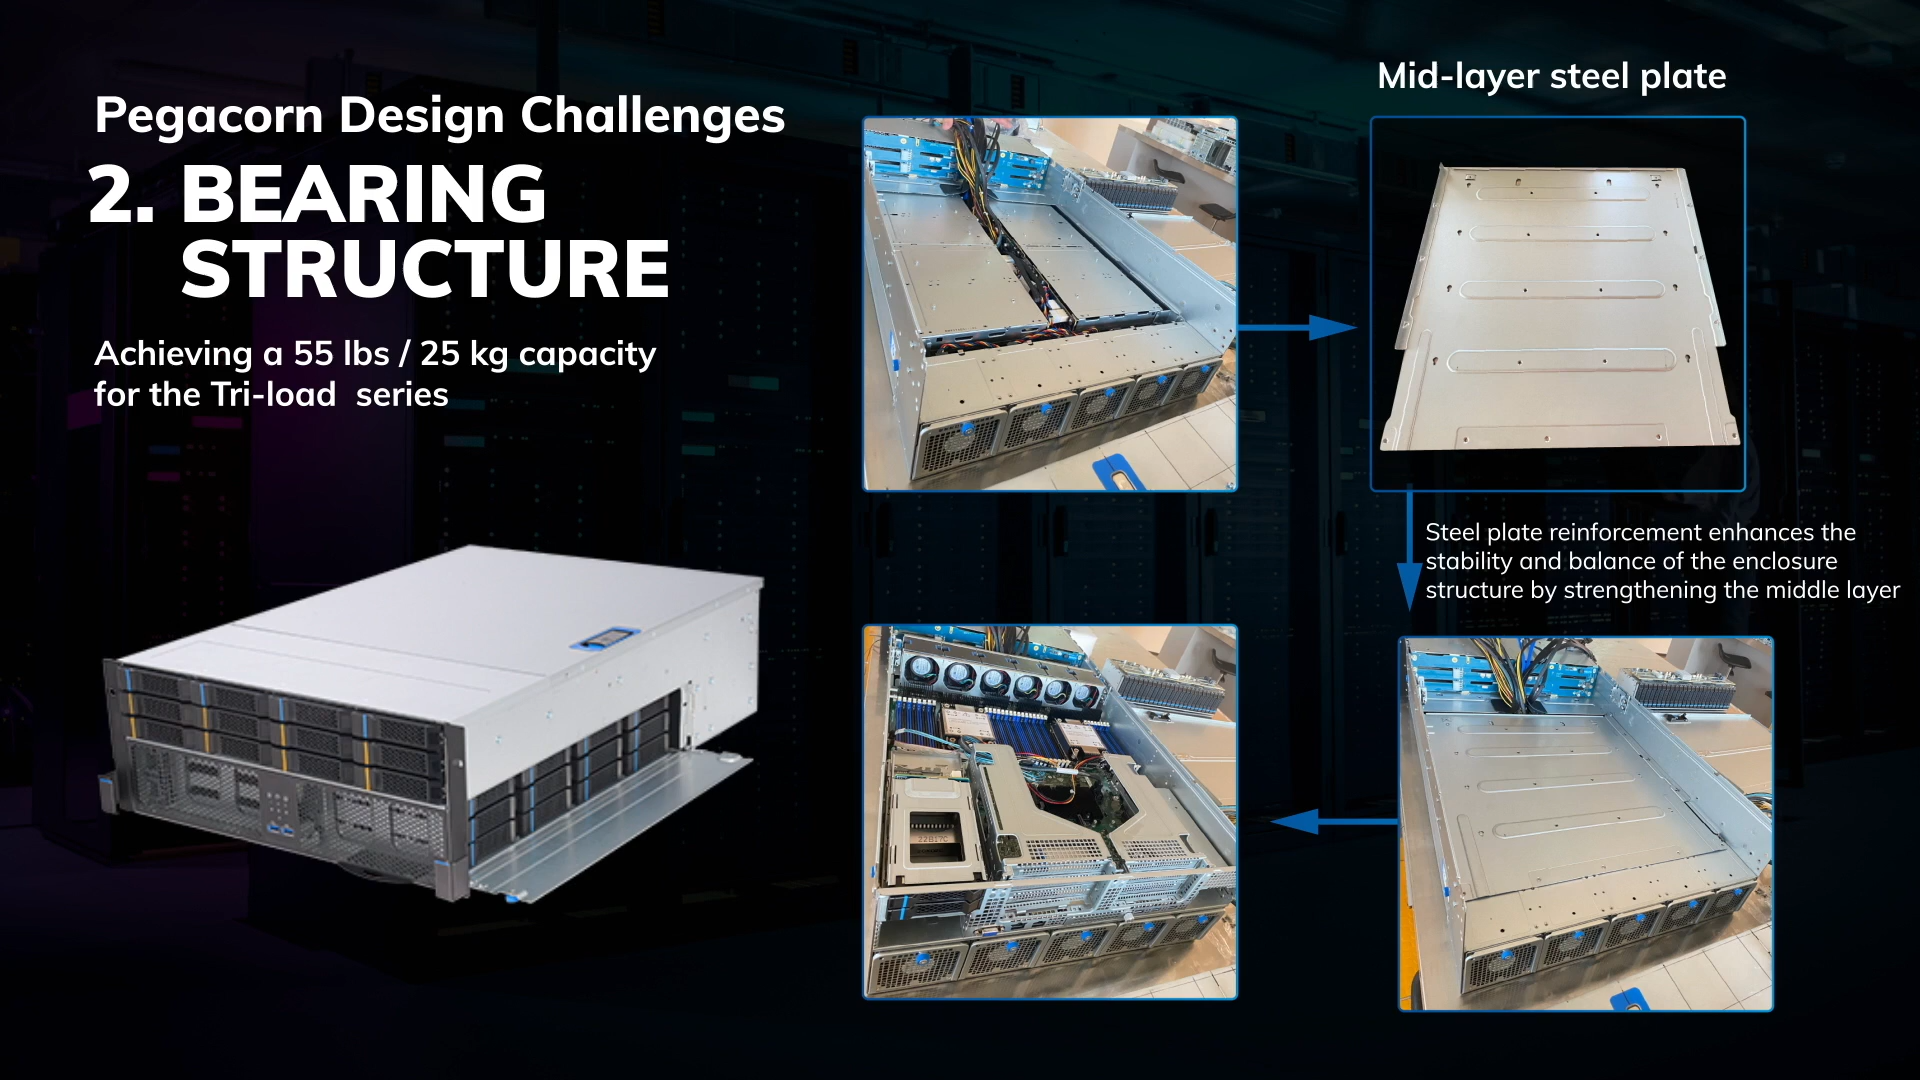 Pegacorn Design Challenges
2. BEARING
STRUCTURE
Achieving a 55 lbs / 25 kg capacity
for the Tri-load series
Mid-layer steel plate
Steel plate reinforcement enhances the
stability and balance of the enclosure
structure by strengthening the middle layer
22B17C